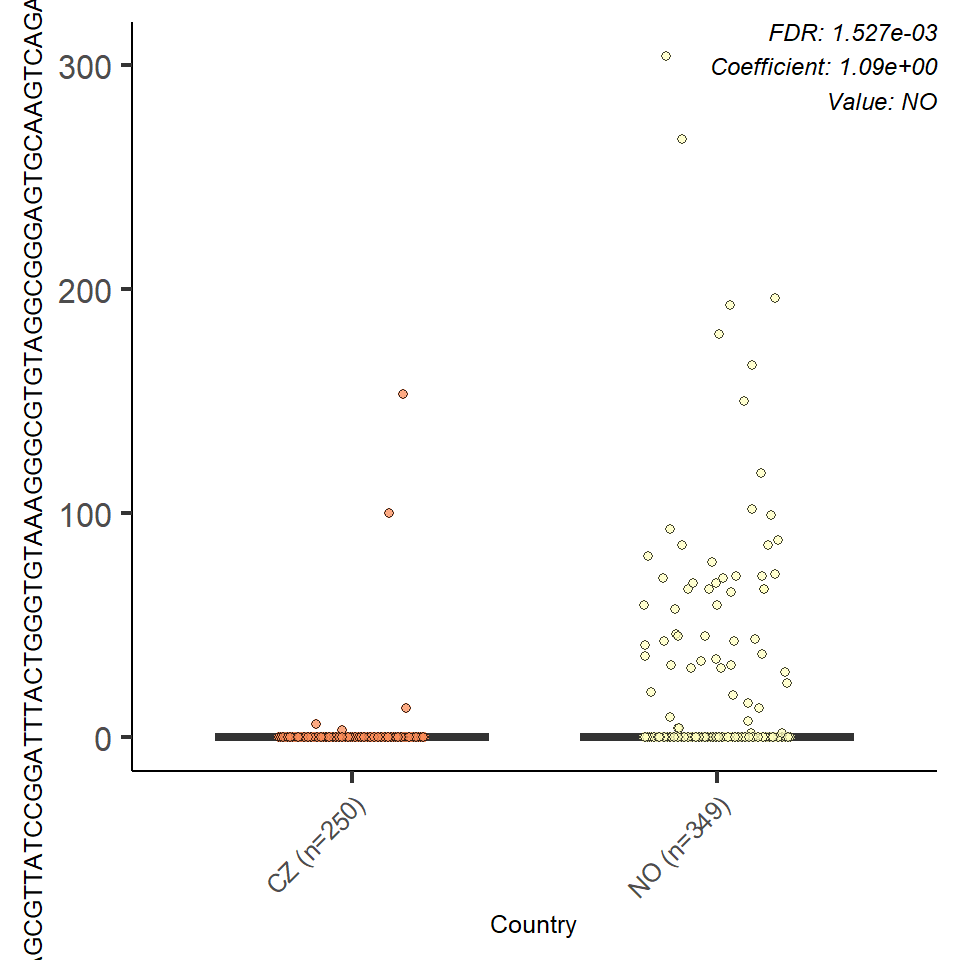 FDR: 1.527e-03
Coefficient: 1.09e+00
Value: NO
300
200
100
0
AGCGTTATCCGGATTTACTGGGTGTAAAGGGCGTGTAGGCGGGAGTGCAAGTCAGA
CZ (n=250)
NO (n=349)
Country